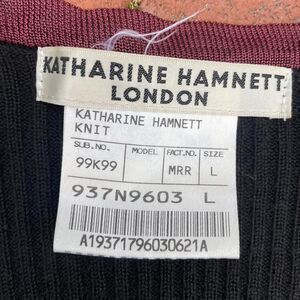 KATHARINE HAMNETT
LONDON
KATHARINE HAMNETT
KNIT
SUB.NO. MODEL FACT.NO. SIZE
99K99 MRR L
937N9603 L
A19371796030621A